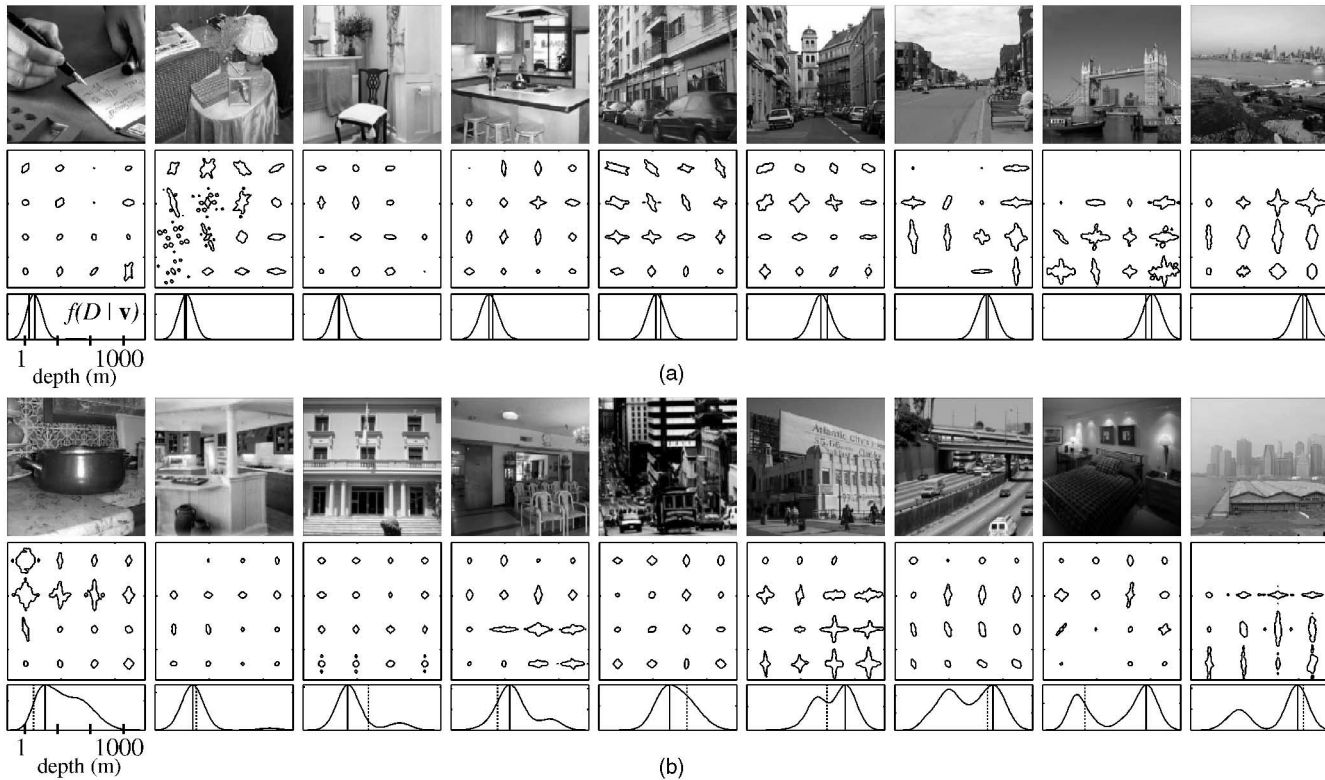 f(D | v)
1 1000
depth (m)
(a)
Atlantic City's
1 1000
depth (m)
(b)